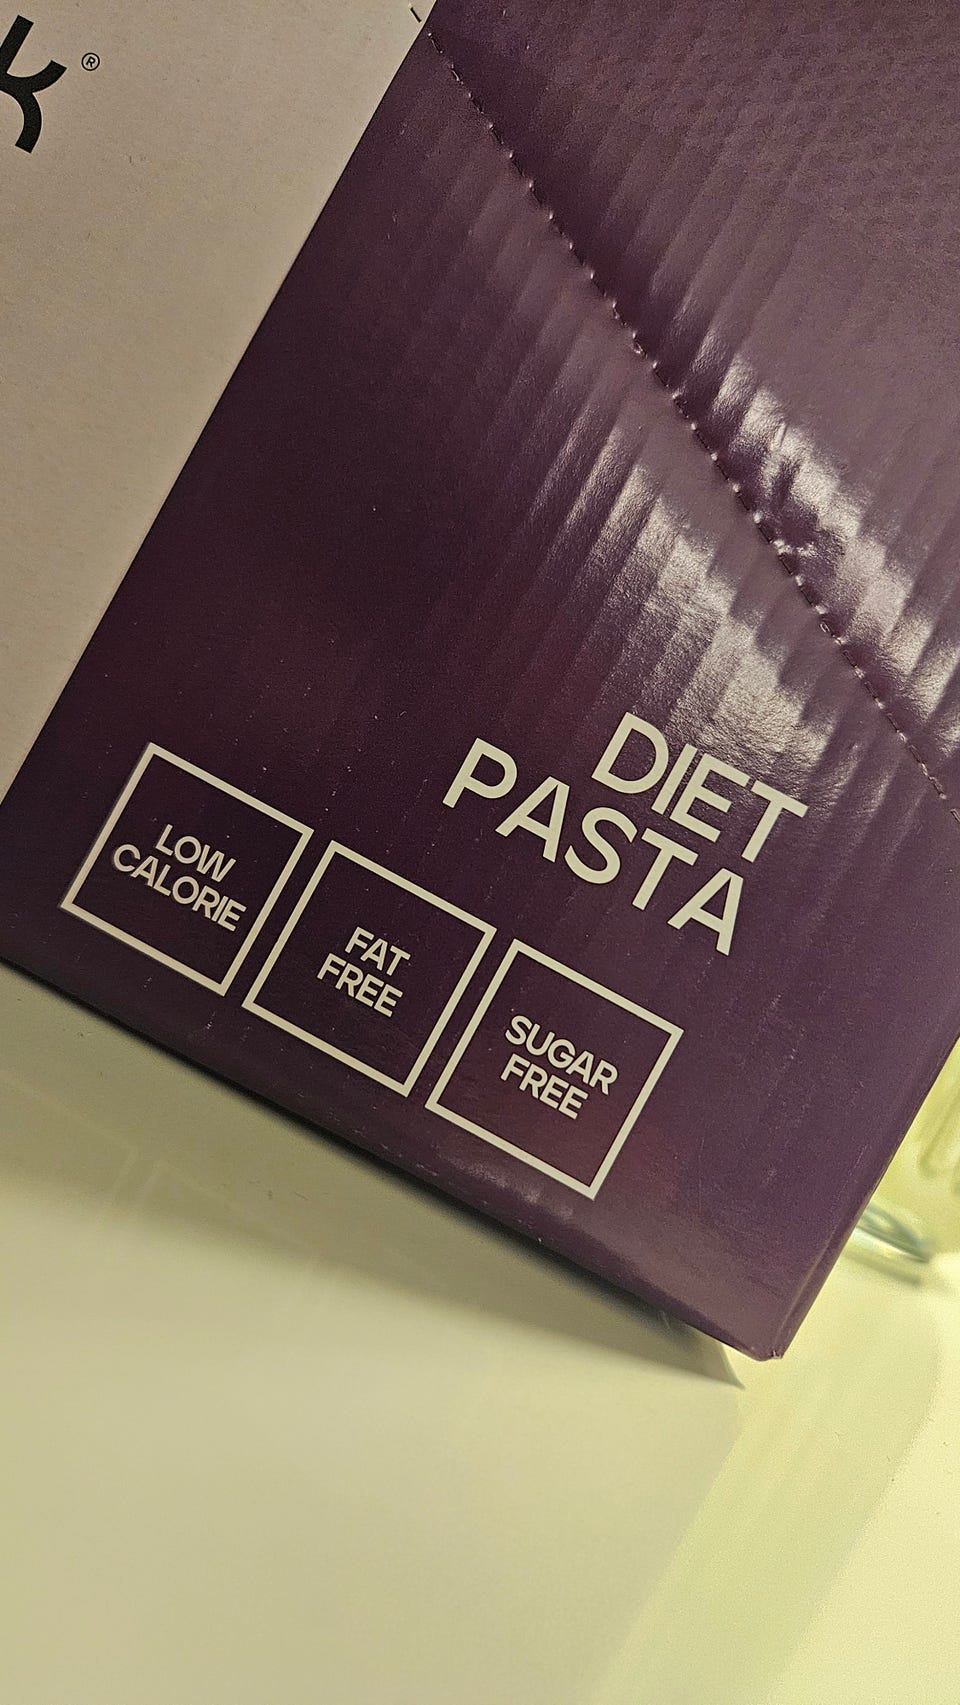 k®
DIET
PASTA
LOW
CALORIE
FAT
FREE
SUGAR
FREE